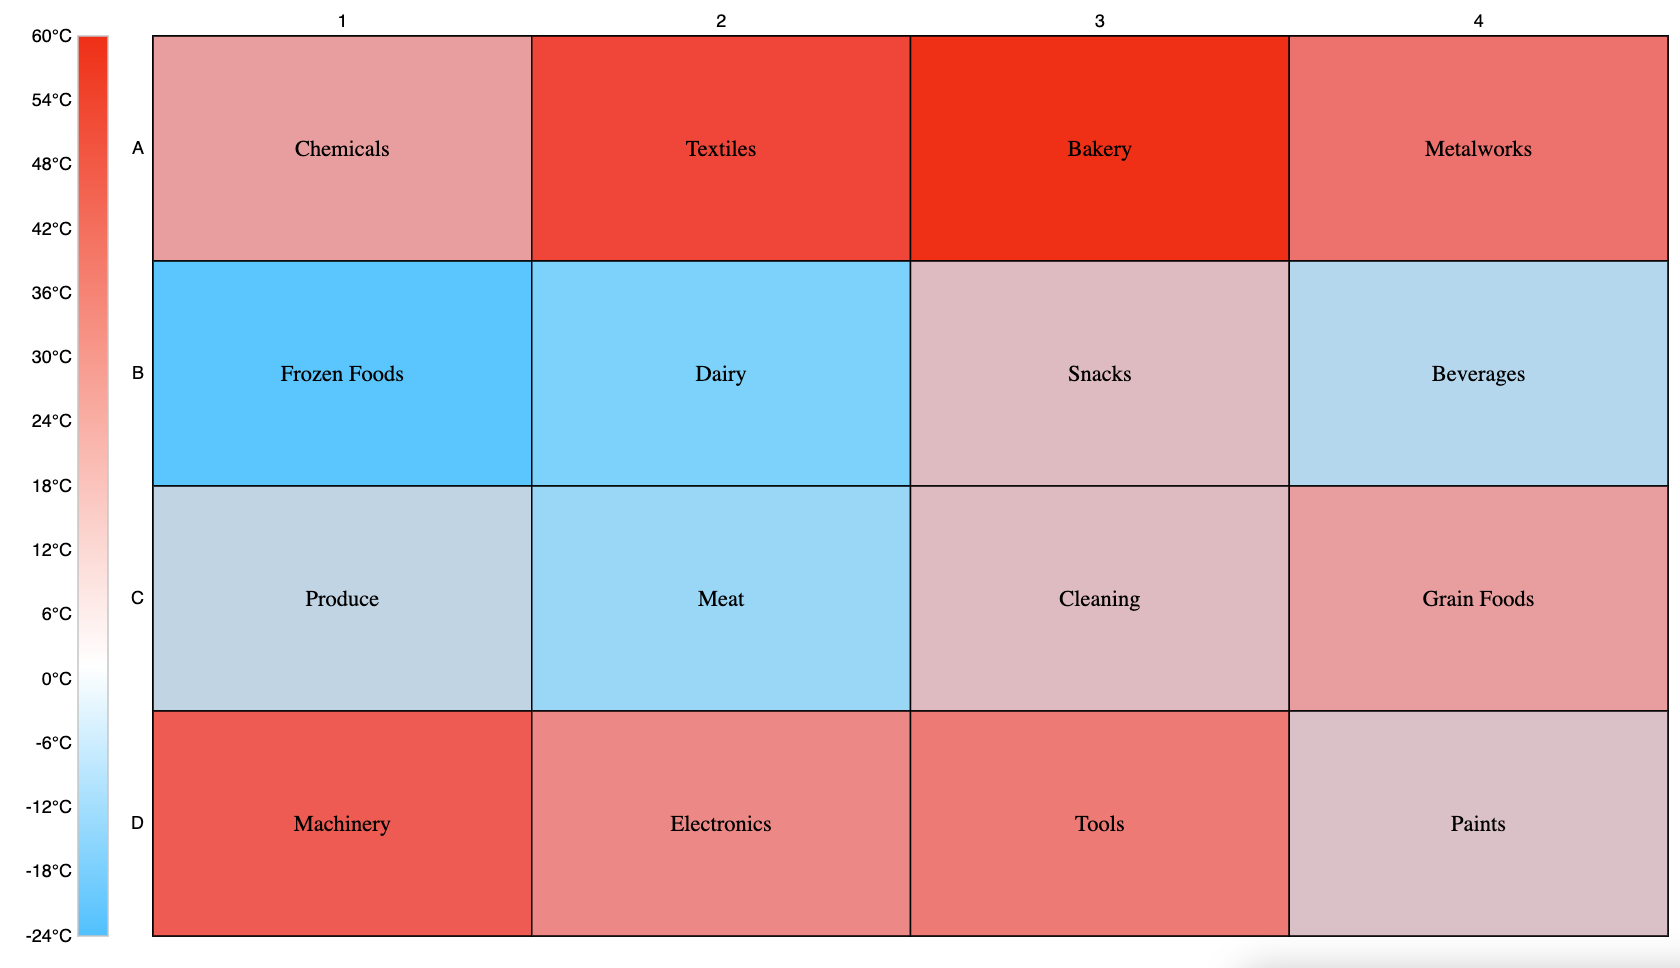 1 2 3 4
60°C
54°C
48°C
42°C
36°C
30°C
24°C
18°C
12°C
6°C
0°C
-6°C
-12°C
-18°C
-24°C
A Chemicals Textiles Bakery Metalworks
B Frozen Foods Dairy Snacks Beverages
C Produce Meat Cleaning Grain Foods
D Machinery Electronics Tools Paints